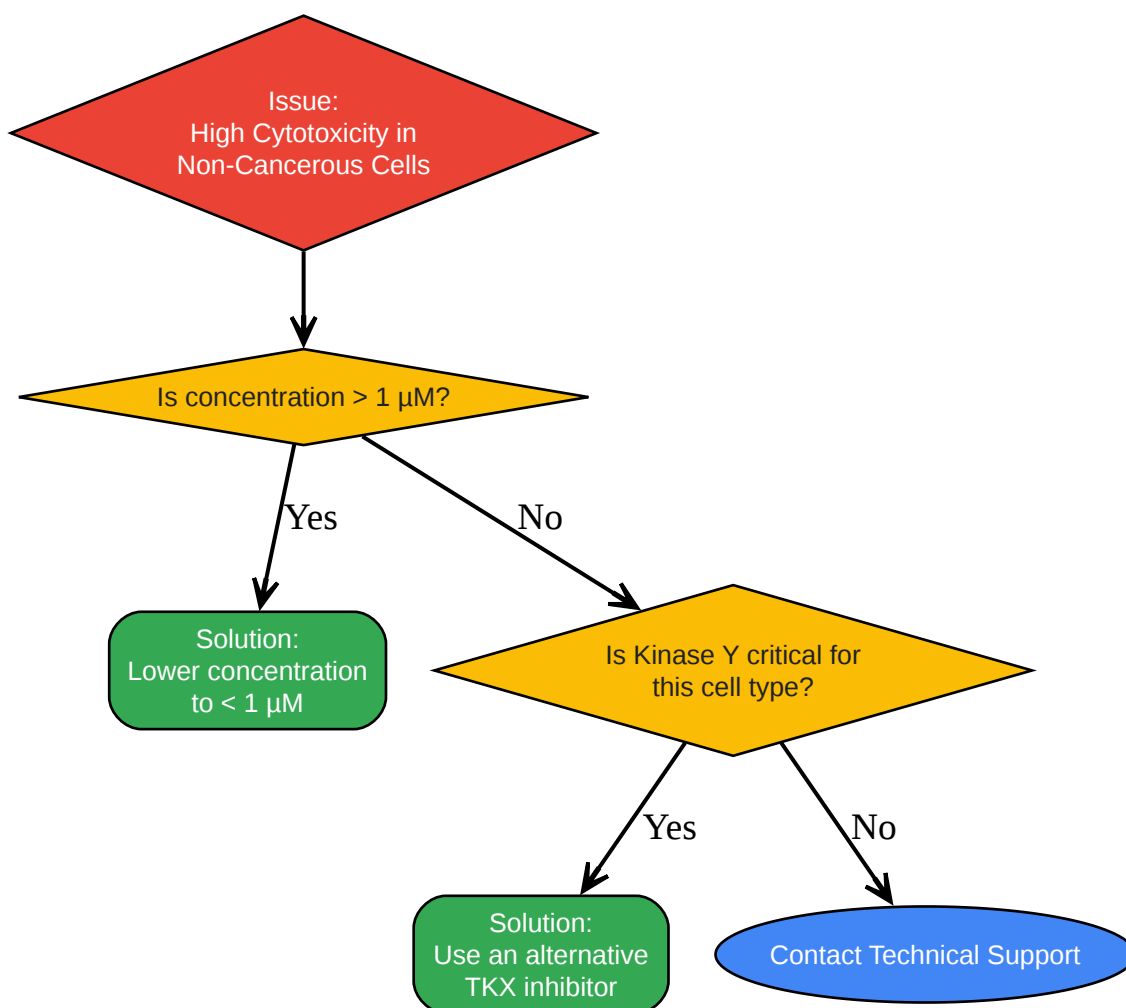 Issue:
High Cytotoxicity in
Non-Cancerous Cells
Is concentration > 1 µM?
Yes
No
Solution:
Lower concentration
to < 1 µM
Is Kinase Y critical for
this cell type?
Yes
No
Solution:
Use an alternative
TKX inhibitor
Contact Technical Support